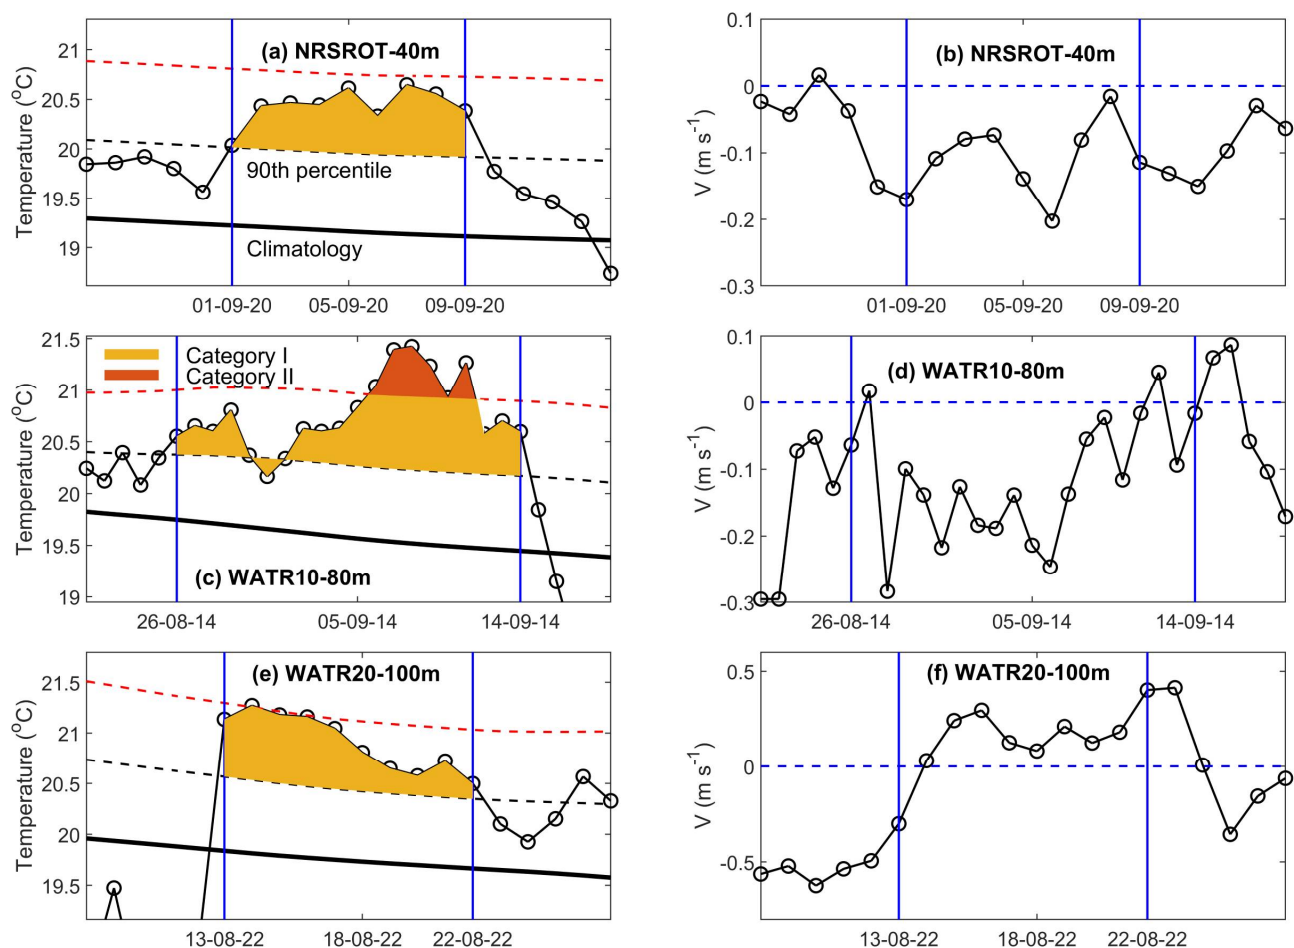 (a) NRSROT-40m
Temperature (°C)
21
20.5
20
19.5
19
90th percentile
Climatology
01-09-20
05-09-20
09-09-20
(b) NRSROT-40m
V (m s-1)
0.1
0
-0.1
-0.2
-0.3
01-09-20
05-09-20
09-09-20
Category I
Category II
(c) WATR10-80m
Temperature (°C)
21.5
21
20.5
20
19.5
19
26-08-14
05-09-14
14-09-14
(d) WATR10-80m
V (m s-1)
0.1
0
-0.1
-0.2
-0.3
26-08-14
05-09-14
14-09-14
(e) WATR20-100m
Temperature (°C)
21.5
21
20.5
20
19.5
13-08-22
18-08-22
22-08-22
(f) WATR20-100m
V (m s-1)
0.5
0
-0.5
13-08-22
18-08-22
22-08-22